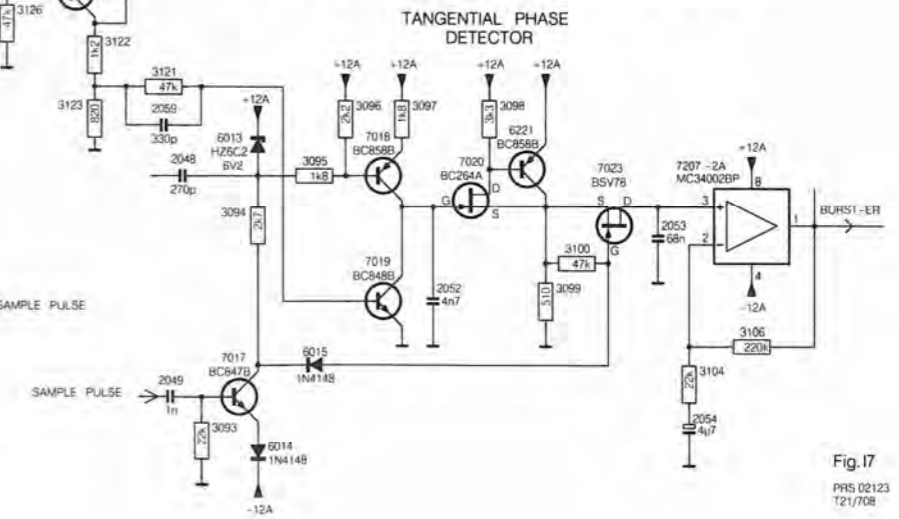 TANGENTIAL PHASE
DETECTOR
3126
47k
3122
1k2
3121
47k
3123
820
2059
330p
+12A
6013
HZ6C2
6V2
2048
270p
3095
1k8
3094
2k7
-12A
+12A
-12A
+12A
3096
2k2
3097
1k8
3098
3k3
7018
BC858B
6221
BC858B
7020
BC264A
G
D
S
7023
BSV78
S
D
G
7207 -2A
MC34002BP
+12A
8
3
+
2
-
1
4
-12A
BURST-ER
2053
68n
3100
47k
3099
510
7019
BC848B
2052
4n7
SAMPLE PULSE
3106
220k
3104
22k
2054
4µ7
7017
BC847B
6015
1N4148
SAMPLE PULSE
2049
1n
3093
22k
6014
1N4148
-12A
Fig.17
PRS 02123
T21/708